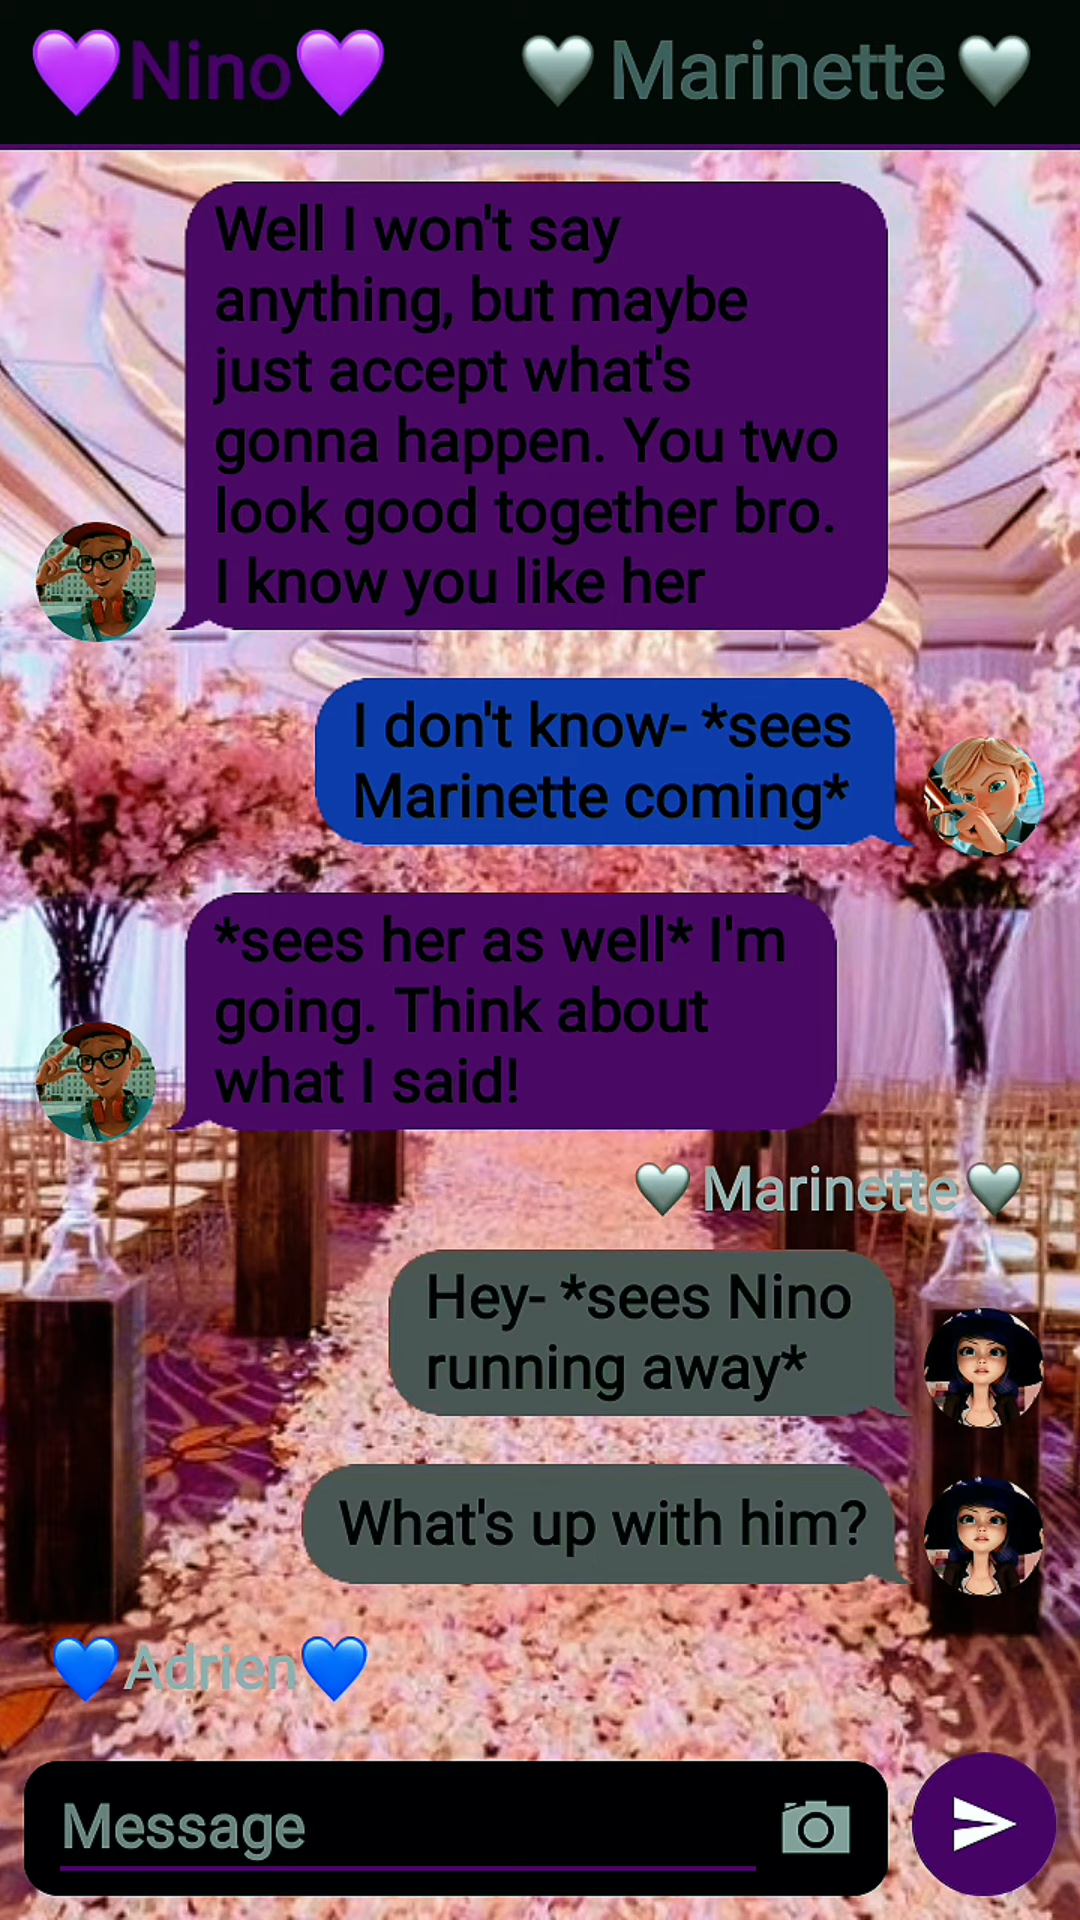 💜Nino💜 🩶Marinette🩶
Well I won't say
anything, but maybe
just accept what's
gonna happen. You two
look good together bro.
I know you like her
I don't know- *sees
Marinette coming*
*sees her as well* I'm
going. Think about
what I said!
🩶Marinette🩶
Hey- *sees Nino
running away*
What's up with him?
💙Adrien💙
Message